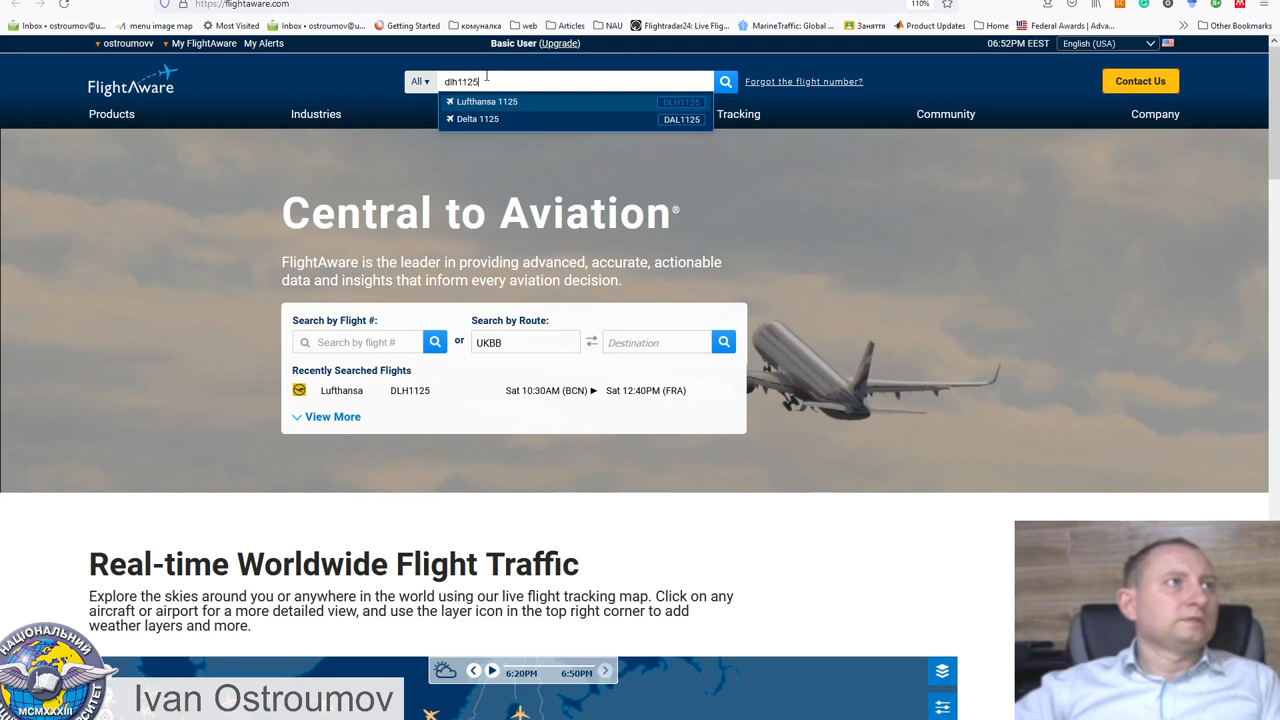 https://flightaware.com
110%
Inbox • ostroumov@u...
menu image map
Most Visited
Inbox • ostroumov@u...
Getting Started
комуналка
web
Articles
NAU
Flightradar24: Live Flig...
MarineTraffic: Global ...
Заняття
Product Updates
Home
Federal Awards | Adva...
Other Bookmarks
ostroumovv
My FlightAware
My Alerts
Basic User (Upgrade)
06:52PM EEST
English (USA)
FlightAware
All
dlh1125
Forgot the flight number?
Contact Us
Lufthansa 1125
DLH1125
Delta 1125
DAL1125
Products
Industries
Tracking
Community
Company
Central to Aviation®
FlightAware is the leader in providing advanced, accurate, actionable
data and insights that inform every aviation decision.
Search by Flight #:
Search by Route:
Search by flight #
or
UKBB
Destination
Recently Searched Flights
Lufthansa
DLH1125
Sat 10:30AM (BCN)
Sat 12:40PM (FRA)
View More
Real-time Worldwide Flight Traffic
Explore the skies around you or anywhere in the world using our live flight tracking map. Click on any
aircraft or airport for a more detailed view, and use the layer icon in the top right corner to add
weather layers and more.
6:20PM
6:50PM
НАЦІОНАЛЬНИЙ
MCMXXXIII
Ivan Ostroumov